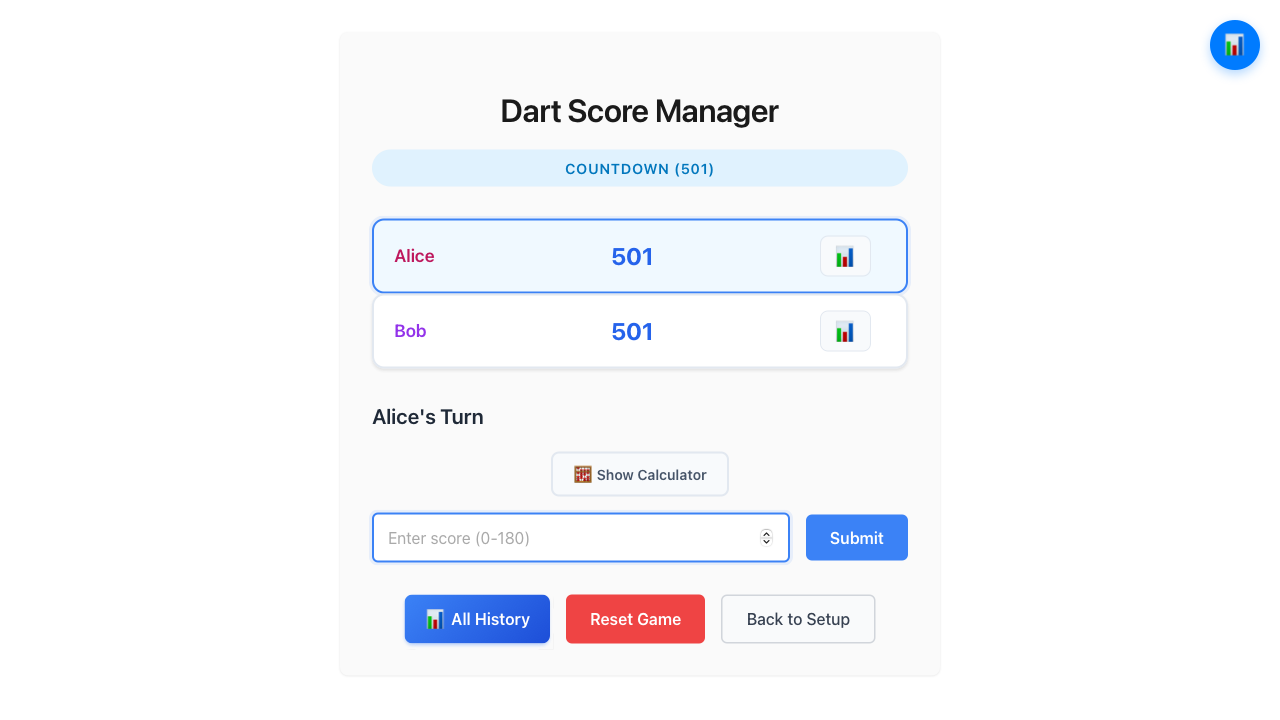 Dart Score Manager
COUNTDOWN (501)
Alice 501
Bob 501
Alice's Turn
Show Calculator
Enter score (0-180) Submit
All History Reset Game Back to Setup